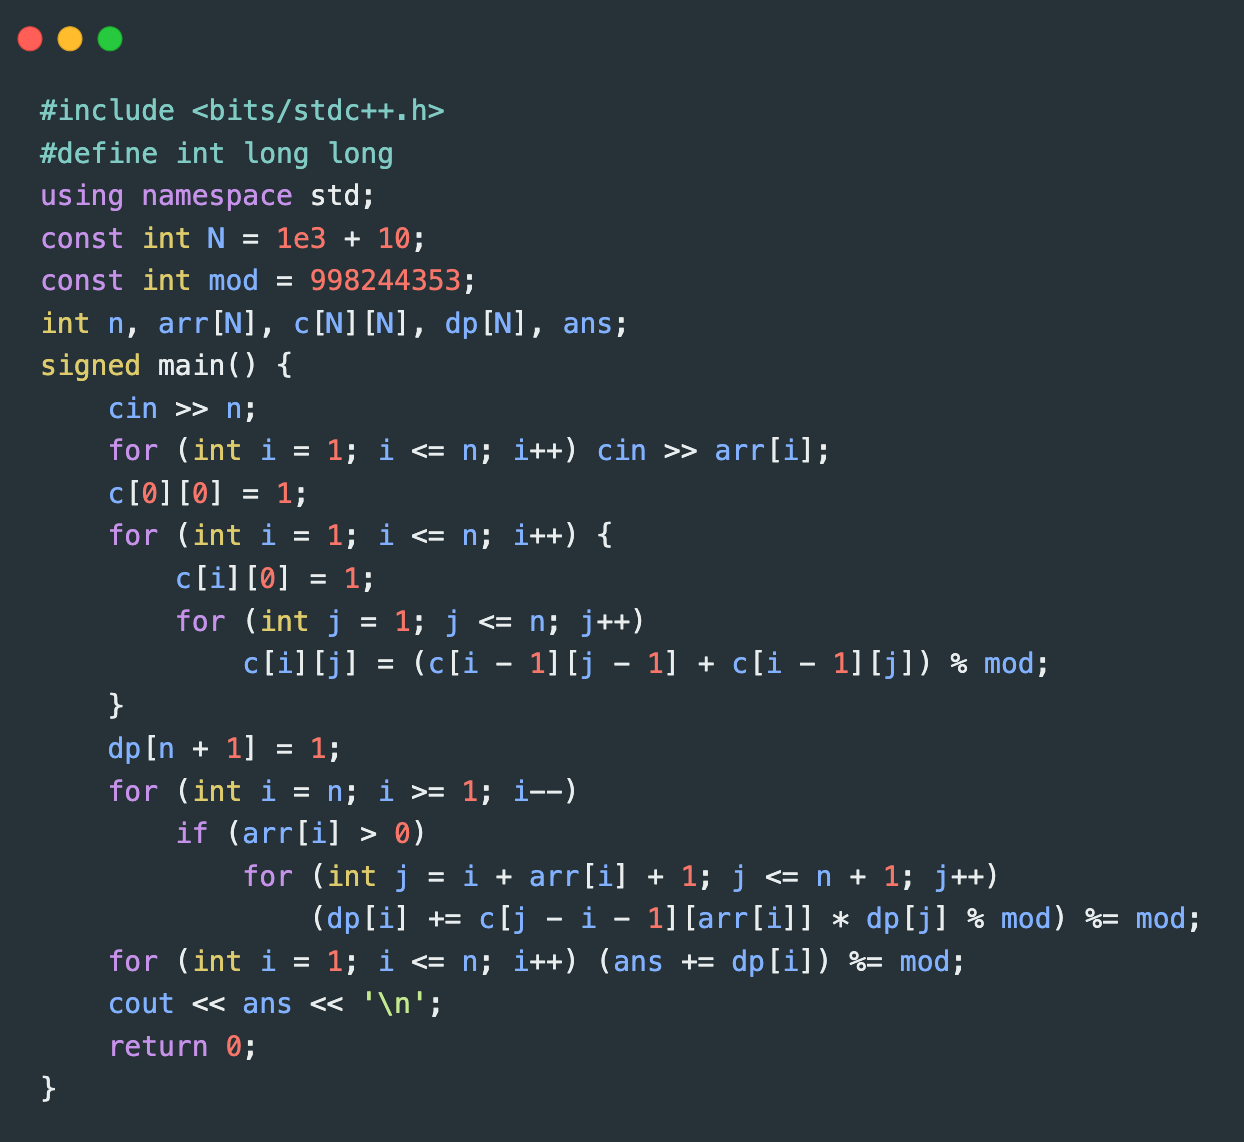 #include <bits/stdc++.h>
#define int long long
using namespace std;
const int N = 1e3 + 10;
const int mod = 998244353;
int n, arr[N], c[N][N], dp[N], ans;
signed main() {
    cin >> n;
    for (int i = 1; i <= n; i++) cin >> arr[i];
    c[0][0] = 1;
    for (int i = 1; i <= n; i++) {
        c[i][0] = 1;
        for (int j = 1; j <= n; j++)
            c[i][j] = (c[i - 1][j - 1] + c[i - 1][j]) % mod;
    }
    dp[n + 1] = 1;
    for (int i = n; i >= 1; i--)
        if (arr[i] > 0)
            for (int j = i + arr[i] + 1; j <= n + 1; j++)
                (dp[i] += c[j - i - 1][arr[i]] * dp[j] % mod) %= mod;
    for (int i = 1; i <= n; i++) (ans += dp[i]) %= mod;
    cout << ans << '\n';
    return 0;
}